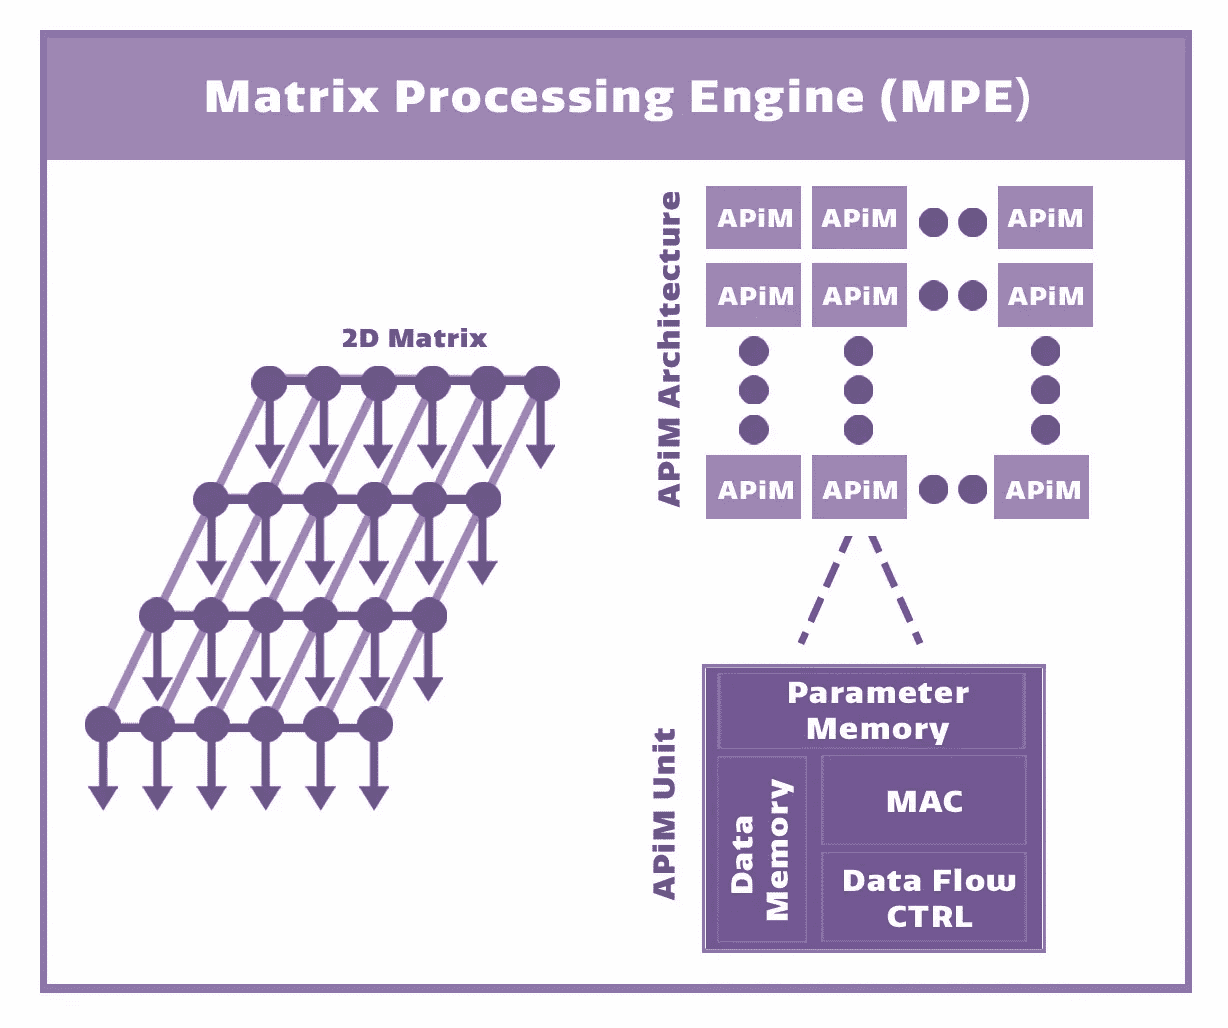 Matrix Processing Engine (MPE)
2D Matrix
APiM Architecture
APiM APiM APiM
APiM APiM APiM
APiM APiM APiM
APiM Unit
Parameter
Memory
Data
Memory
MAC
Data Flow
CTRL